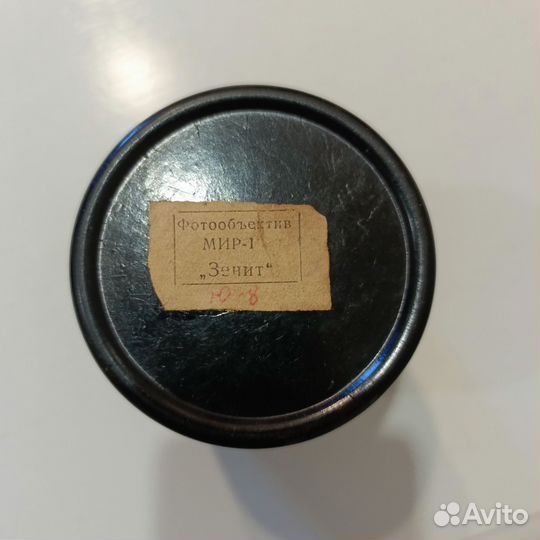 Фотообъектив
МИР-1
„Зенит“
Ю-8
Avito